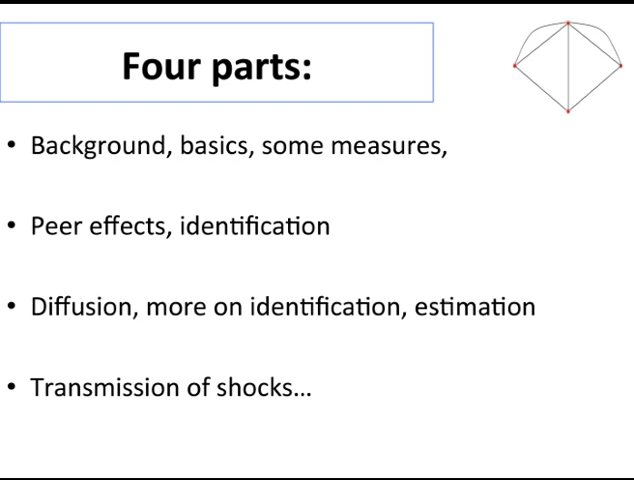 Four parts:
• Background, basics, some measures,
• Peer effects, identification
• Diffusion, more on identification, estimation
• Transmission of shocks...